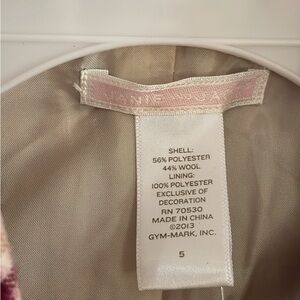 SHELL:
56% POLYESTER
44% WOOL
LINING:
100% POLYESTER
EXCLUSIVE OF
DECORATION
RN 70530
MADE IN CHINA
©2013
GYM-MARK, INC.
5